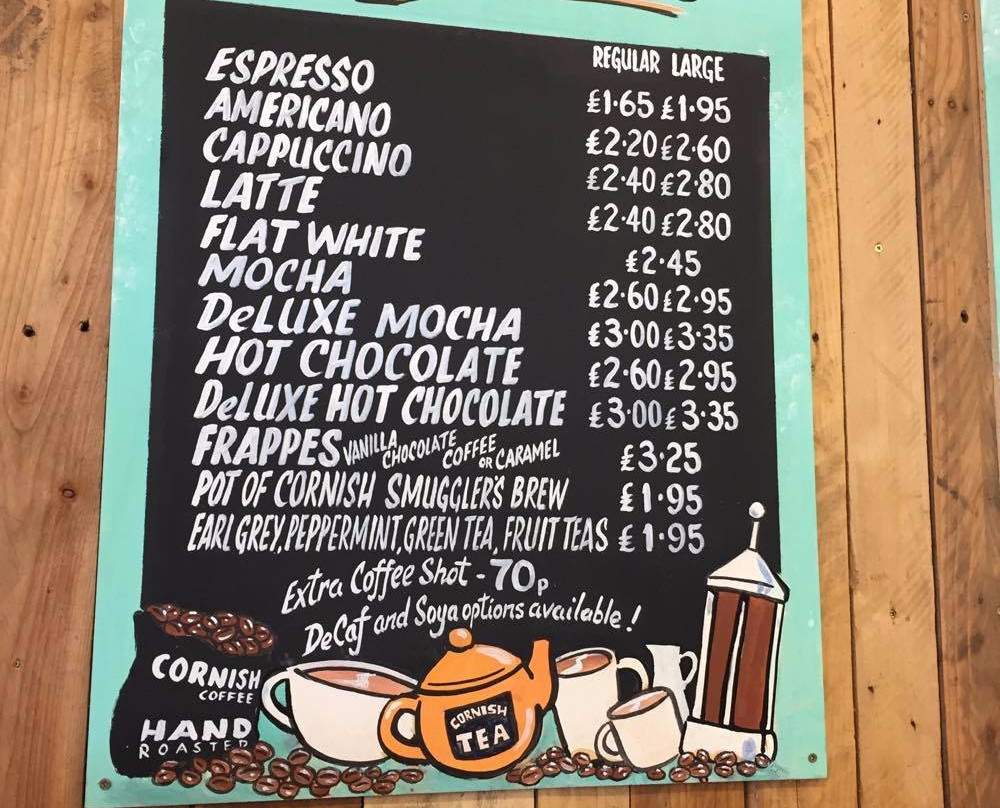 REGULAR LARGE
ESPRESSO £1·65 £1·95
AMERICANO £2·20 £2·60
CAPPUCCINO £2·40 £2·80
LATTE £2·40 £2·80
FLAT WHITE £2·45
MOCHA £2·60 £2·95
DeLUXE MOCHA £3·00 £3·35
HOT CHOCOLATE £2·60 £2·95
DeLUXE HOT CHOCOLATE £3·00 £3·35
FRAPPES VANILLA CHOCOLATE COFFEE OR CARAMEL £3·25
POT OF CORNISH SMUGGLER'S BREW £1·95
EARL GREY, PEPPERMINT, GREEN TEA, FRUIT TEAS £1·95
Extra Coffee Shot - 70p
DeCaf and Soya options available!
CORNISH
COFFEE
HAND
ROASTED
CORNISH
TEA